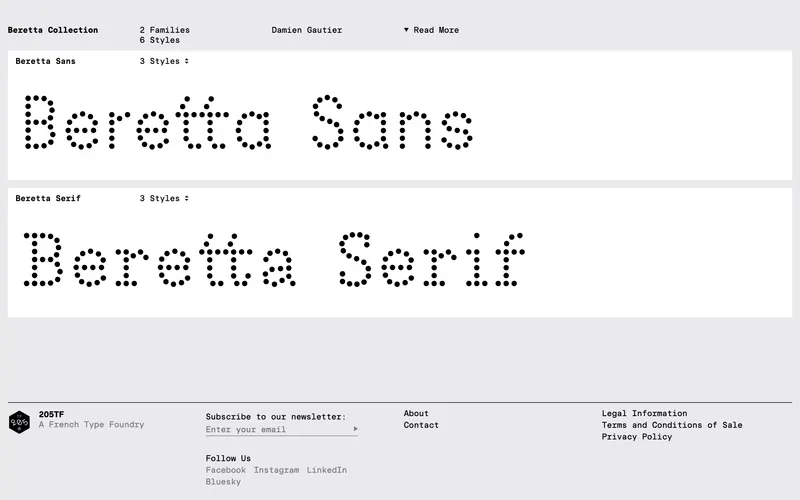 Beretta Collection
2 Families
6 Styles
Damien Gautier
▼ Read More
Beretta Sans
3 Styles
Beretta Sans
Beretta Serif
3 Styles
Beretta Serif
205
205TF
A French Type Foundry
Subscribe to our newsletter:
Enter your email
Follow Us
Facebook Instagram LinkedIn
Bluesky
About
Contact
Legal Information
Terms and Conditions of Sale
Privacy Policy